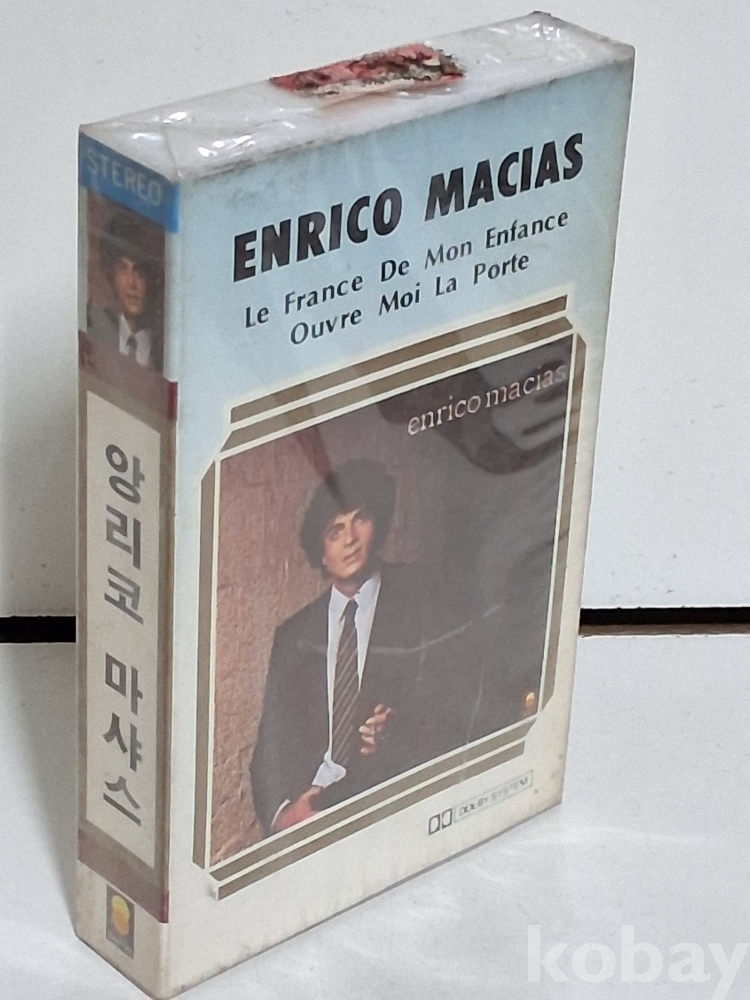 STEREO
앙리코 마샤스
ENRICO MACIAS
Le France De Mon Enfance
Ouvre Moi La Porte
enrico macias
DOLBY SYSTEM
kobay